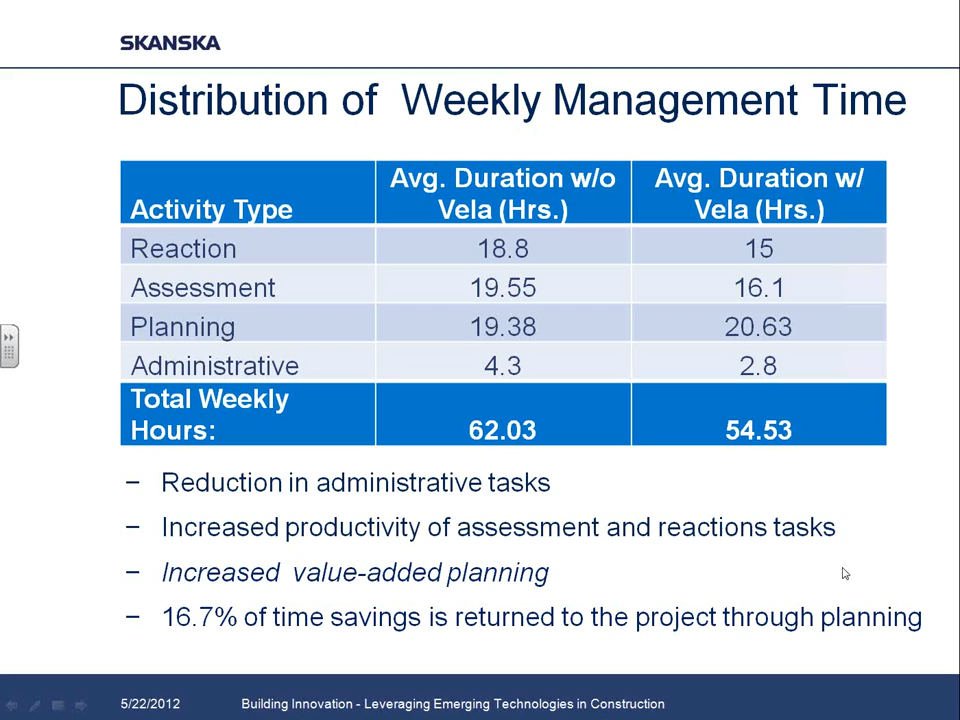 SKANSKA
Distribution of Weekly Management Time
Activity Type
Avg. Duration w/o Vela (Hrs.)
Avg. Duration w/ Vela (Hrs.)
Reaction 18.8 15
Assessment 19.55 16.1
Planning 19.38 20.63
Administrative 4.3 2.8
Total Weekly Hours: 62.03 54.53
– Reduction in administrative tasks
– Increased productivity of assessment and reactions tasks
– Increased value-added planning
– 16.7% of time savings is returned to the project through planning
5/22/2012 Building Innovation - Leveraging Emerging Technologies in Construction